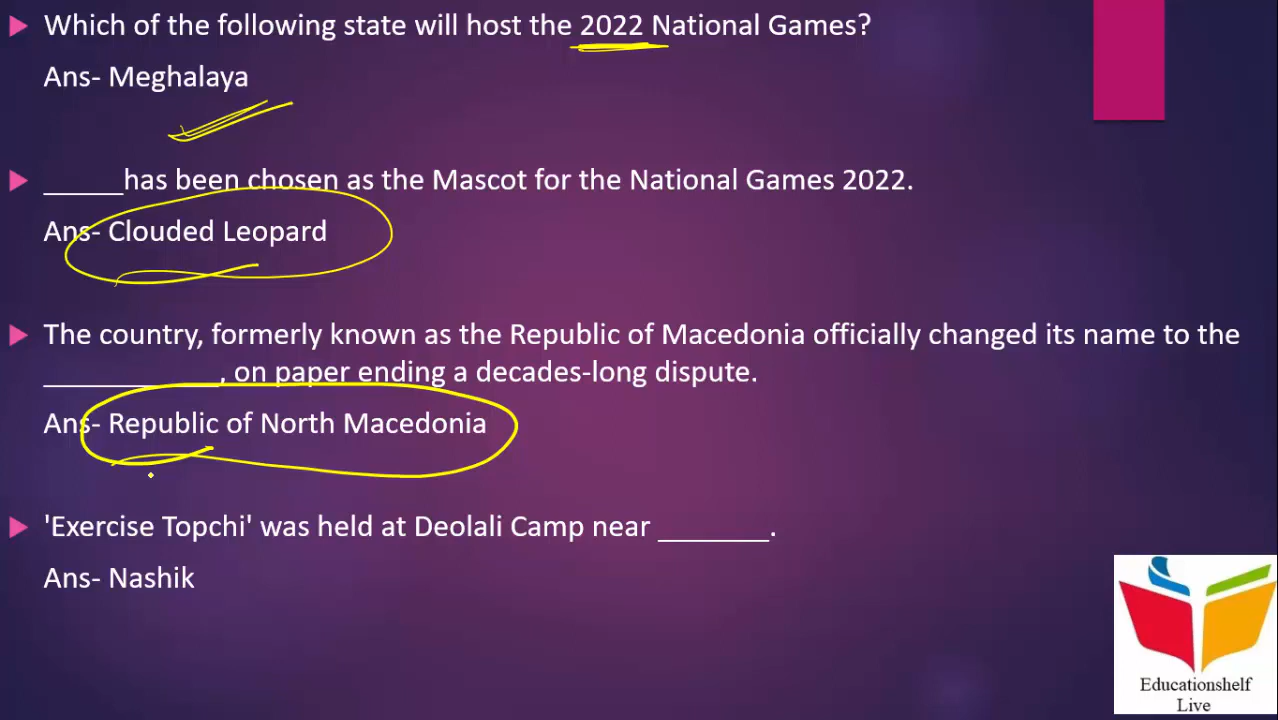 Which of the following state will host the 2022 National Games?
Ans- Meghalaya
_____has been chosen as the Mascot for the National Games 2022.
Ans- Clouded Leopard
The country, formerly known as the Republic of Macedonia officially changed its name to the
___________, on paper ending a decades-long dispute.
Ans- Republic of North Macedonia
'Exercise Topchi' was held at Deolali Camp near _______.
Ans- Nashik
Educationshelf
Live